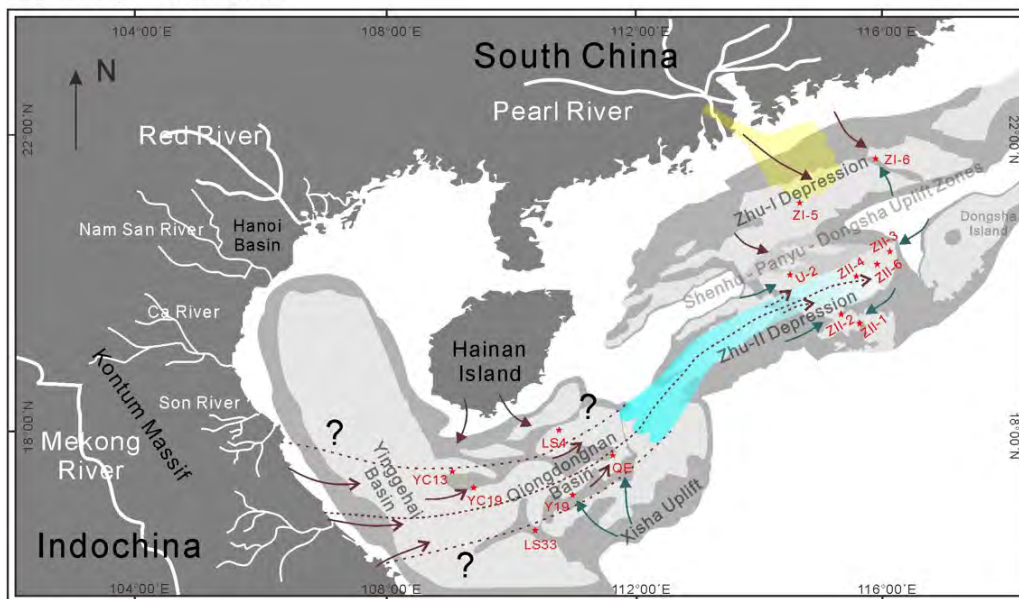 104°00′E
108°00′E
112°00′E
116°00′E
South China
N
Pearl River
22°00′N
22°00′N
Red River
ZI-6
Zhu-I Depression
ZI-5
Nam San River
Hanoi
Basin
Shenhu - Panyu - Dongsha Uplift Zones
Dongsha
Island
ZII-3
U-2
ZII-4
ZII-6
Ca River
Zhu-II Depression
ZII-2
ZII-1
Kontum Massif
Hainan
Island
Son River
?
?
18°00′N
18°00′N
Mekong
River
LS4
Yinggehai
Basin
YC13
Qiongdongnan
Basin
QE
YC19
Y19
Xisha Uplift
LS33
Indochina
?
104°00′E
108°00′E
112°00′E
116°00′E